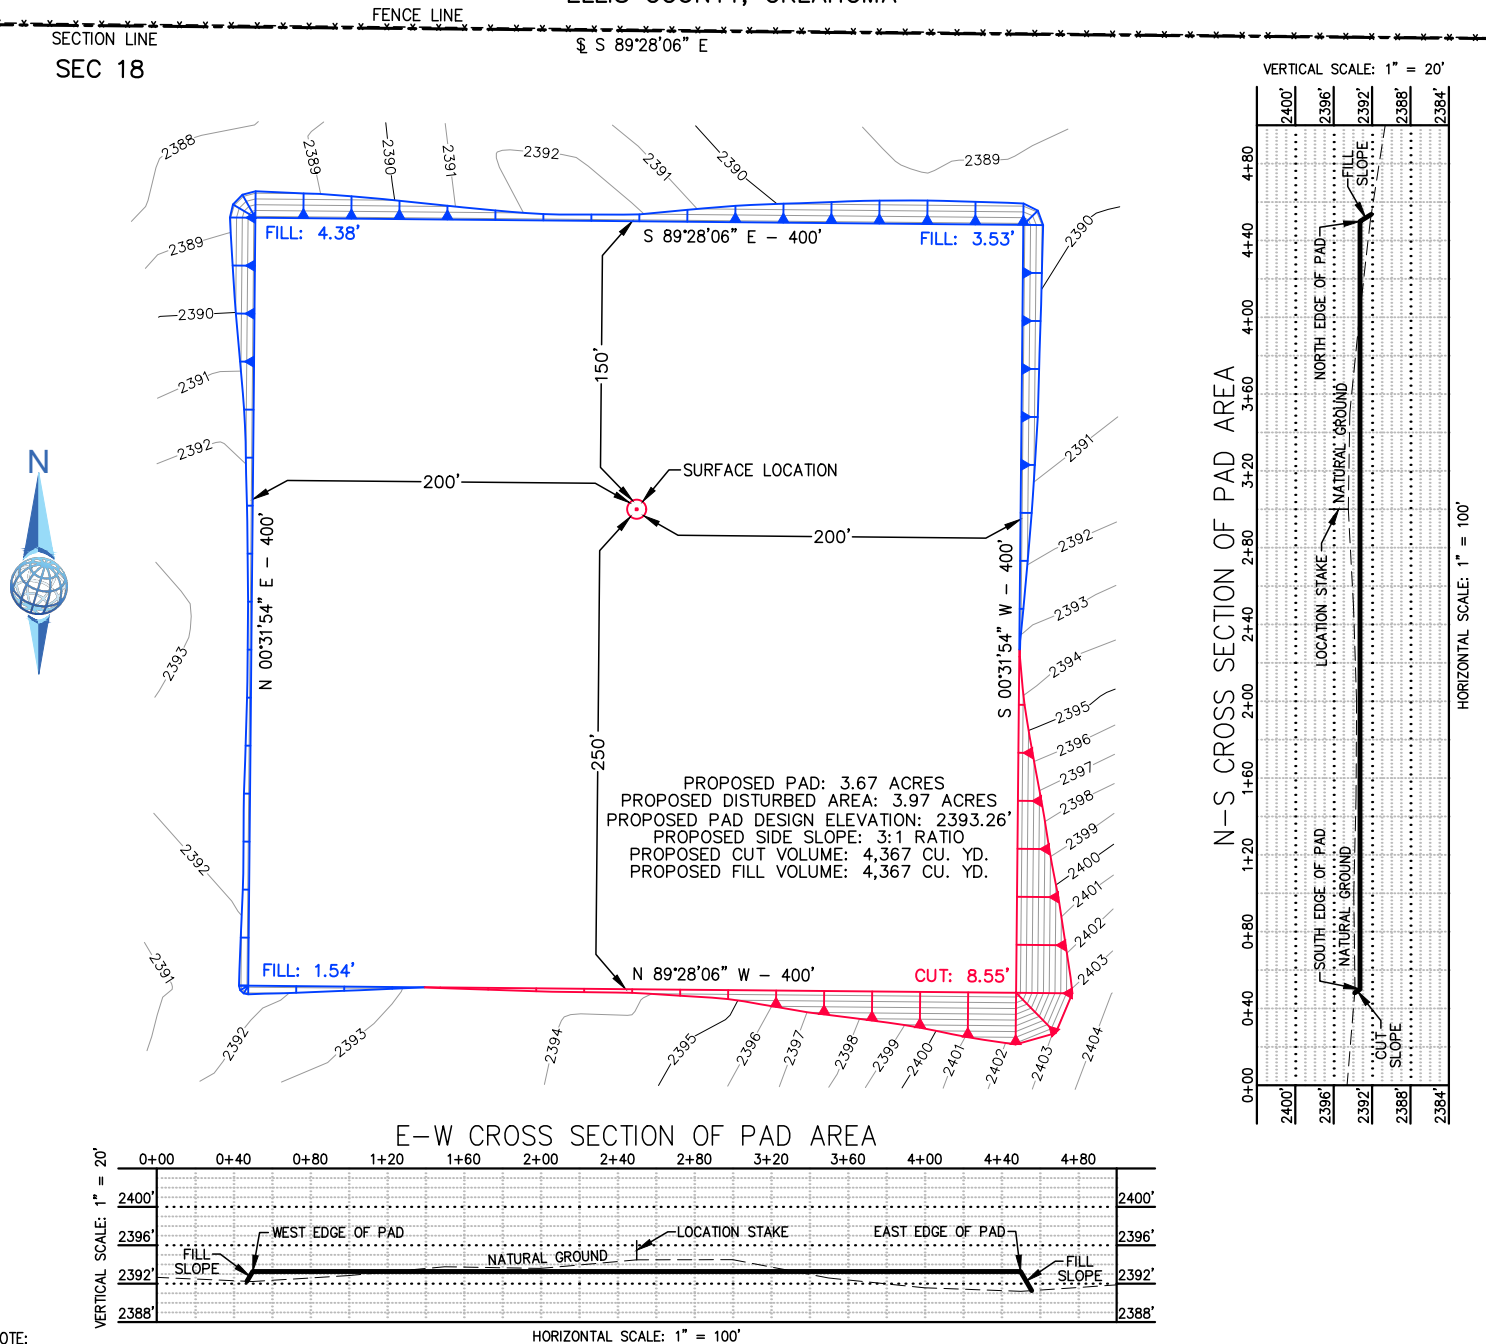 FENCE LINE
SECTION LINE
℄ S 89°28'06" E
SEC 18
VERTICAL SCALE: 1" = 20'
2400' 2396' 2392' 2388' 2384'
2388
2389
2390
2391
2392
2391
2390
2389
FILL: 4.38'
S 89°28'06" E - 400'
FILL: 3.53'
2390
2389
2390
2391
2392
2393
2392
2391
150'
SURFACE LOCATION
200'
200'
250'
N
N 00°31'54" E - 400'
S 00°31'54" W - 400'
2391
2392
2393
2394
2395
2396
2397
2398
2399
2400
2401
2402
2403
PROPOSED PAD: 3.67 ACRES
PROPOSED DISTURBED AREA: 3.97 ACRES
PROPOSED PAD DESIGN ELEVATION: 2393.26'
PROPOSED SIDE SLOPE: 3:1 RATIO
PROPOSED CUT VOLUME: 4,367 CU. YD.
PROPOSED FILL VOLUME: 4,367 CU. YD.
FILL: 1.54'
N 89°28'06" W - 400'
CUT: 8.55'
2392
2393
2394
2395
2396
2397
2398
2399
2400
2401
2402
2403
2404
N-S CROSS SECTION OF PAD AREA
4+80
4+40
4+00
3+60
3+20
2+80
2+40
2+00
1+60
1+20
0+80
0+40
0+00
FILL
SLOPE
NORTH EDGE OF PAD
NATURAL GROUND
LOCATION STAKE
SOUTH EDGE OF PAD
NATURAL GROUND
CUT
SLOPE
HORIZONTAL SCALE: 1" = 100'
2400' 2396' 2392' 2388' 2384'
E-W CROSS SECTION OF PAD AREA
0+00 0+40 0+80 1+20 1+60 2+00 2+40 2+80 3+20 3+60 4+00 4+40 4+80
VERTICAL SCALE: 1" = 20'
2400' 2400'
2396' WEST EDGE OF PAD LOCATION STAKE EAST EDGE OF PAD 2396'
FILL
SLOPE
NATURAL GROUND
FILL
SLOPE
2392' 2392'
2388' 2388'
HORIZONTAL SCALE: 1" = 100'